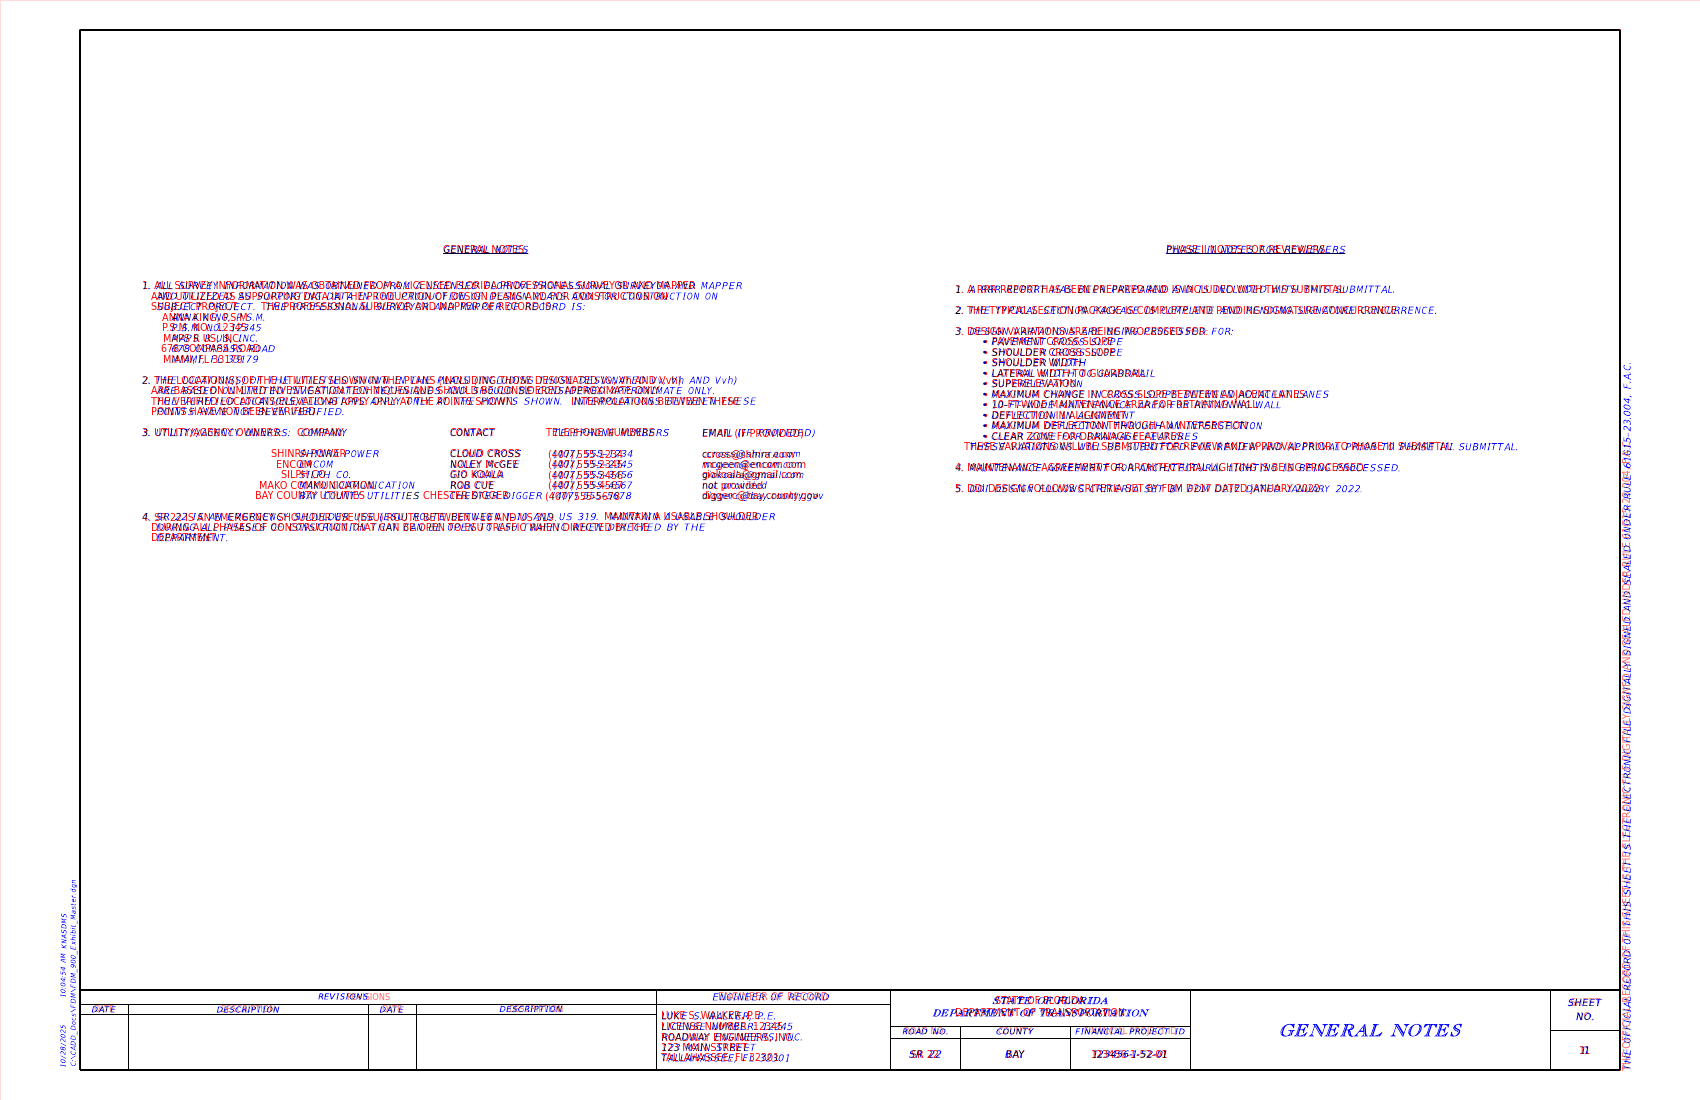 GENERAL NOTES
1. ALL SURVEY INFORMATION WAS OBTAINED FROM A LICENSED FLORIDA PROFESSIONAL SURVEYOR AND MAPPER
AND UTILIZED AS SUPPORTING DATA IN THE PRODUCTION OF DESIGN PLANS AND FOR CONSTRUCTION ON
SUBJECT PROJECT. THE PROFESSIONAL SURVEYOR AND MAPPER OF RECORD IS:
ANNA KING, P.S.M.
P.S.M. NO. 12345
MAPS R US, INC.
678 COMPASS ROAD
MIAMI, FL 33179
2. THE LOCATION(S) OF THE UTILITIES SHOWN IN THE PLANS (INCLUDING THOSE DESIGNATED Vv, Vh, AND Vvh)
ARE BASED ON LIMITED INVESTIGATION TECHNIQUES AND SHOULD BE CONSIDERED APPROXIMATE ONLY.
THE VERIFIED LOCATIONS/ELEVATIONS APPLY ONLY AT THE POINTS SHOWN. INTERPOLATIONS BETWEEN THESE
POINTS HAVE NOT BEEN VERIFIED.
3. UTILITY/AGENCY OWNERS: COMPANY CONTACT TELEPHONE NUMBERS EMAIL (IF PROVIDED)
SHINRA POWER CLOUD CROSS (407) 555-1234 ccross@shinra.com
ENCOM NOLEY McGEE (407) 555-2345 mcgeen@encom.com
SILPH CO. GIO KOALA (407) 555-3456 giokoala@gmail.com
MAKO COMMUNICATION ROB CUE (407) 555-4567 not provided
BAY COUNTY UTILITIES CHESTER DIGGER (407) 555-5678 diggerc@bay.county.gov
4. SR 222 IS AN EMERGENCY SHOULDER USE (ESU) ROUTE BETWEEN I-10 AND US 319. MAINTAIN A USABLE SHOULDER
DURING ALL PHASES OF CONSTRUCTION THAT CAN BE OPEN TO TRAFFIC WHEN DIRECTED BY THE
DEPARTMENT.
PHASE II NOTES FOR REVIEWERS
1. A RRR REPORT HAS BEEN PREPARED AND IS INCLUDED WITH THIS SUBMITTAL.
2. THE TYPICAL SECTION PACKAGE IS COMPLETE AND PENDING SIGNATURE CONCURRENCE.
3. DESIGN VARIATIONS ARE BEING PROCESSED FOR:
• PAVEMENT CROSS SLOPE
• SHOULDER CROSS SLOPE
• SHOULDER WIDTH
• LATERAL WIDTH TO GUARDRAIL
• SUPERELEVATION
• MAXIMUM CHANGE IN CROSS SLOPE BETWEEN ADJACENT LANES
• 10-FT WIDE MAINTENANCE AREA FOR RETAINING WALL
• DEFLECTION IN ALIGNMENT
• MAXIMUM DEFLECTION THROUGH AN INTERSECTION
• CLEAR ZONE FOR DRAINAGE FEATURES
THESE VARIATIONS WILL BE SUBMITTED FOR REVIEW AND APPROVAL PRIOR TO PHASE III SUBMITTAL.
4. MAINTENANCE AGREEMENT FOR ARCHITECTURAL LIGHTING IS BEING PROCESSED.
5. DDI DESIGN FOLLOWS CRITERIA SET BY FDM D217 DATED JANUARY 2022.
THE OFFICIAL RECORD OF THIS SHEET IS THE ELECTRONIC FILE DIGITALLY SIGNED AND SEALED UNDER RULE 61G15-23.004, F.A.C.
10/28/2025 10:04:54 AM KNASDMS
C:\CADD_Docs\FDM\FDM_900_Exhibit_Master.dgn
REVISIONS
DATE DESCRIPTION DATE DESCRIPTION
ENGINEER OF RECORD
LUKE S. WALKER, P.E.
LICENSE NUMBER 12345
ROADWAY ENGINEERS, INC.
123 MAIN STREET
TALLAHASSEE, FL 32301
STATE OF FLORIDA
DEPARTMENT OF TRANSPORTATION
ROAD NO. COUNTY FINANCIAL PROJECT ID
SR 22 BAY 123456-1-52-01
GENERAL NOTES
SHEET
NO.
11